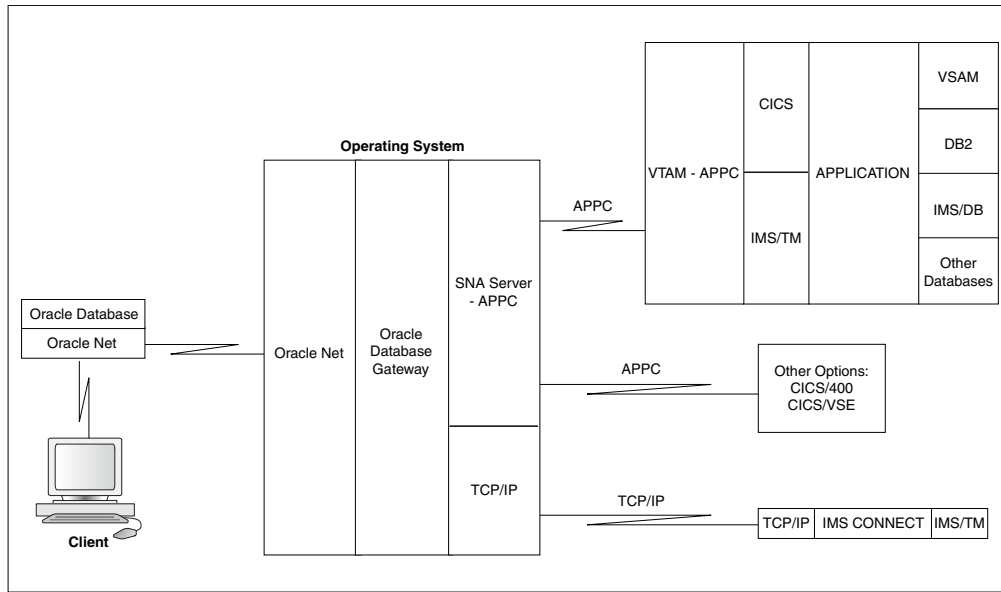 Operating System
Oracle Database
Oracle Net
Client
Oracle Net
Oracle
Database
Gateway
SNA Server
- APPC
TCP/IP
APPC
VTAM - APPC
CICS
IMS/TM
APPLICATION
VSAM
DB2
IMS/DB
Other
Databases
APPC
Other Options:
CICS/400
CICS/VSE
TCP/IP
TCP/IP
IMS CONNECT
IMS/TM